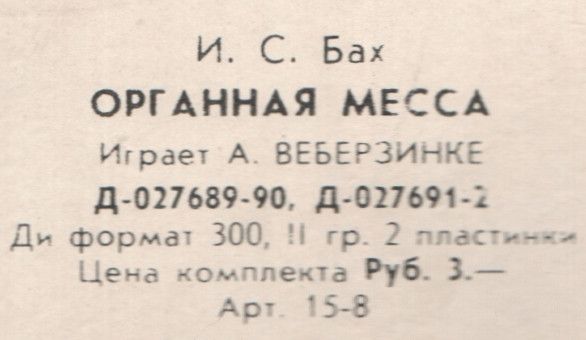 И. С. Бах
ОРГАННАЯ МЕССА
Играет А. ВЕБЕРЗИНКЕ
Д-027689-90, Д-027691-2
Ди формат 300, II гр. 2 пластинки
Цена комплекта Руб. 3.—
Арт. 15-8